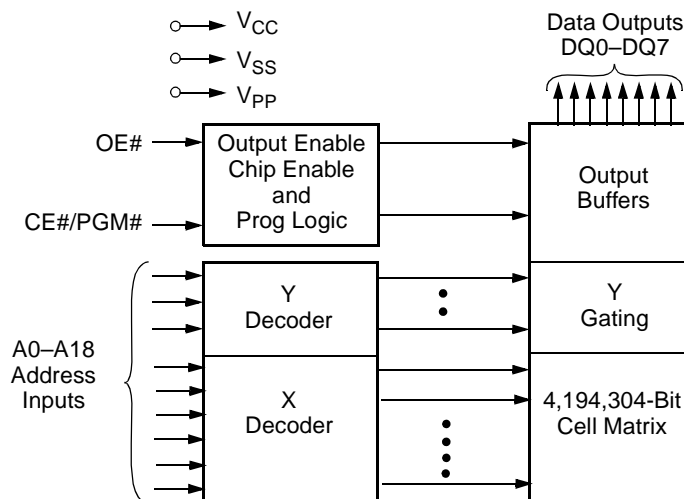 VCC
VSS
VPP
Data Outputs
DQ0–DQ7
OE#
CE#/PGM#
Output Enable
Chip Enable
and
Prog Logic
Output
Buffers
A0–A18
Address
Inputs
Y
Decoder
Y
Gating
X
Decoder
4,194,304-Bit
Cell Matrix